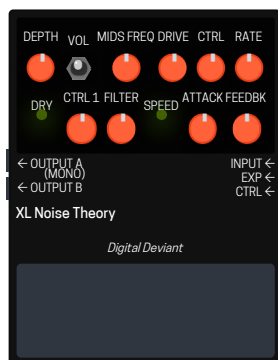 DEPTH VOL MIDS FREQ DRIVE CTRL RATE
DRY CTRL 1 FILTER SPEED ATTACK FEEDBK
← OUTPUT A INPUT ←
(MONO) EXP ←
← OUTPUT B CTRL ←
XL Noise Theory
Digital Deviant